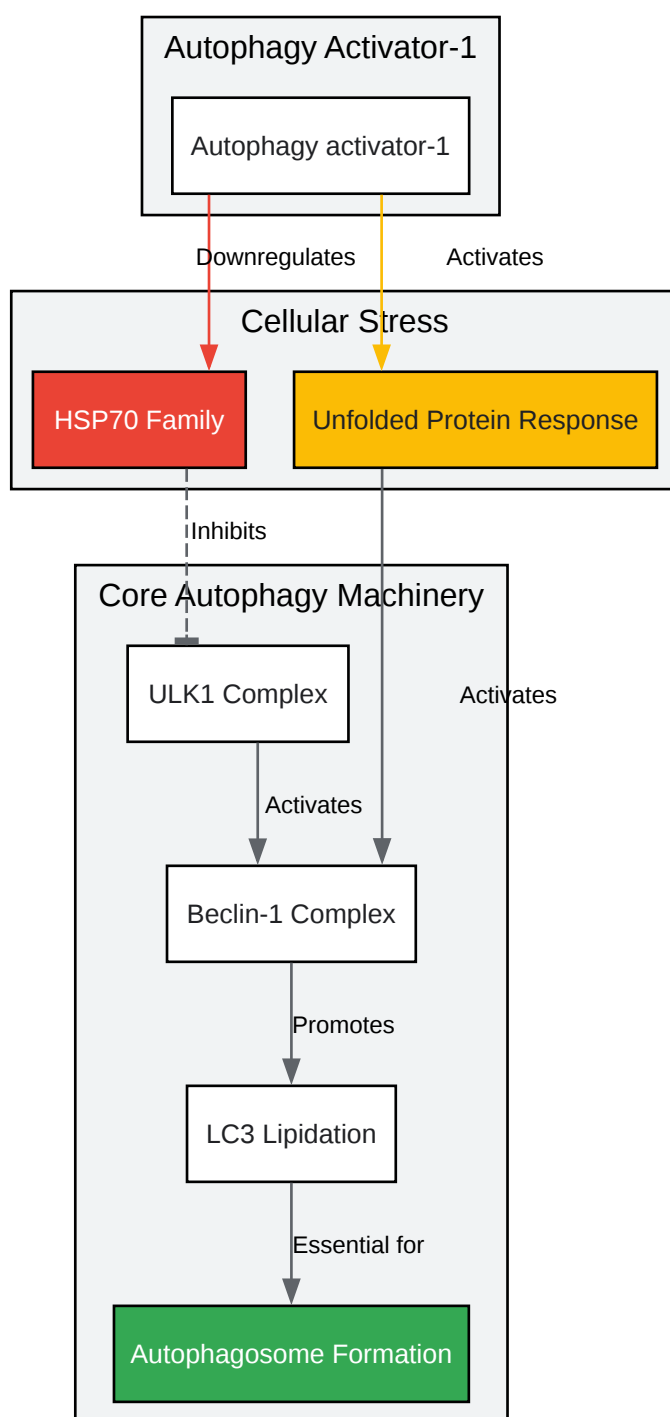 Autophagy Activator-1
Autophagy activator-1
Downregulates
Activates
Cellular Stress
HSP70 Family
Unfolded Protein Response
Inhibits
Core Autophagy Machinery
ULK1 Complex
Activates
Activates
Beclin-1 Complex
Promotes
LC3 Lipidation
Essential for
Autophagosome Formation